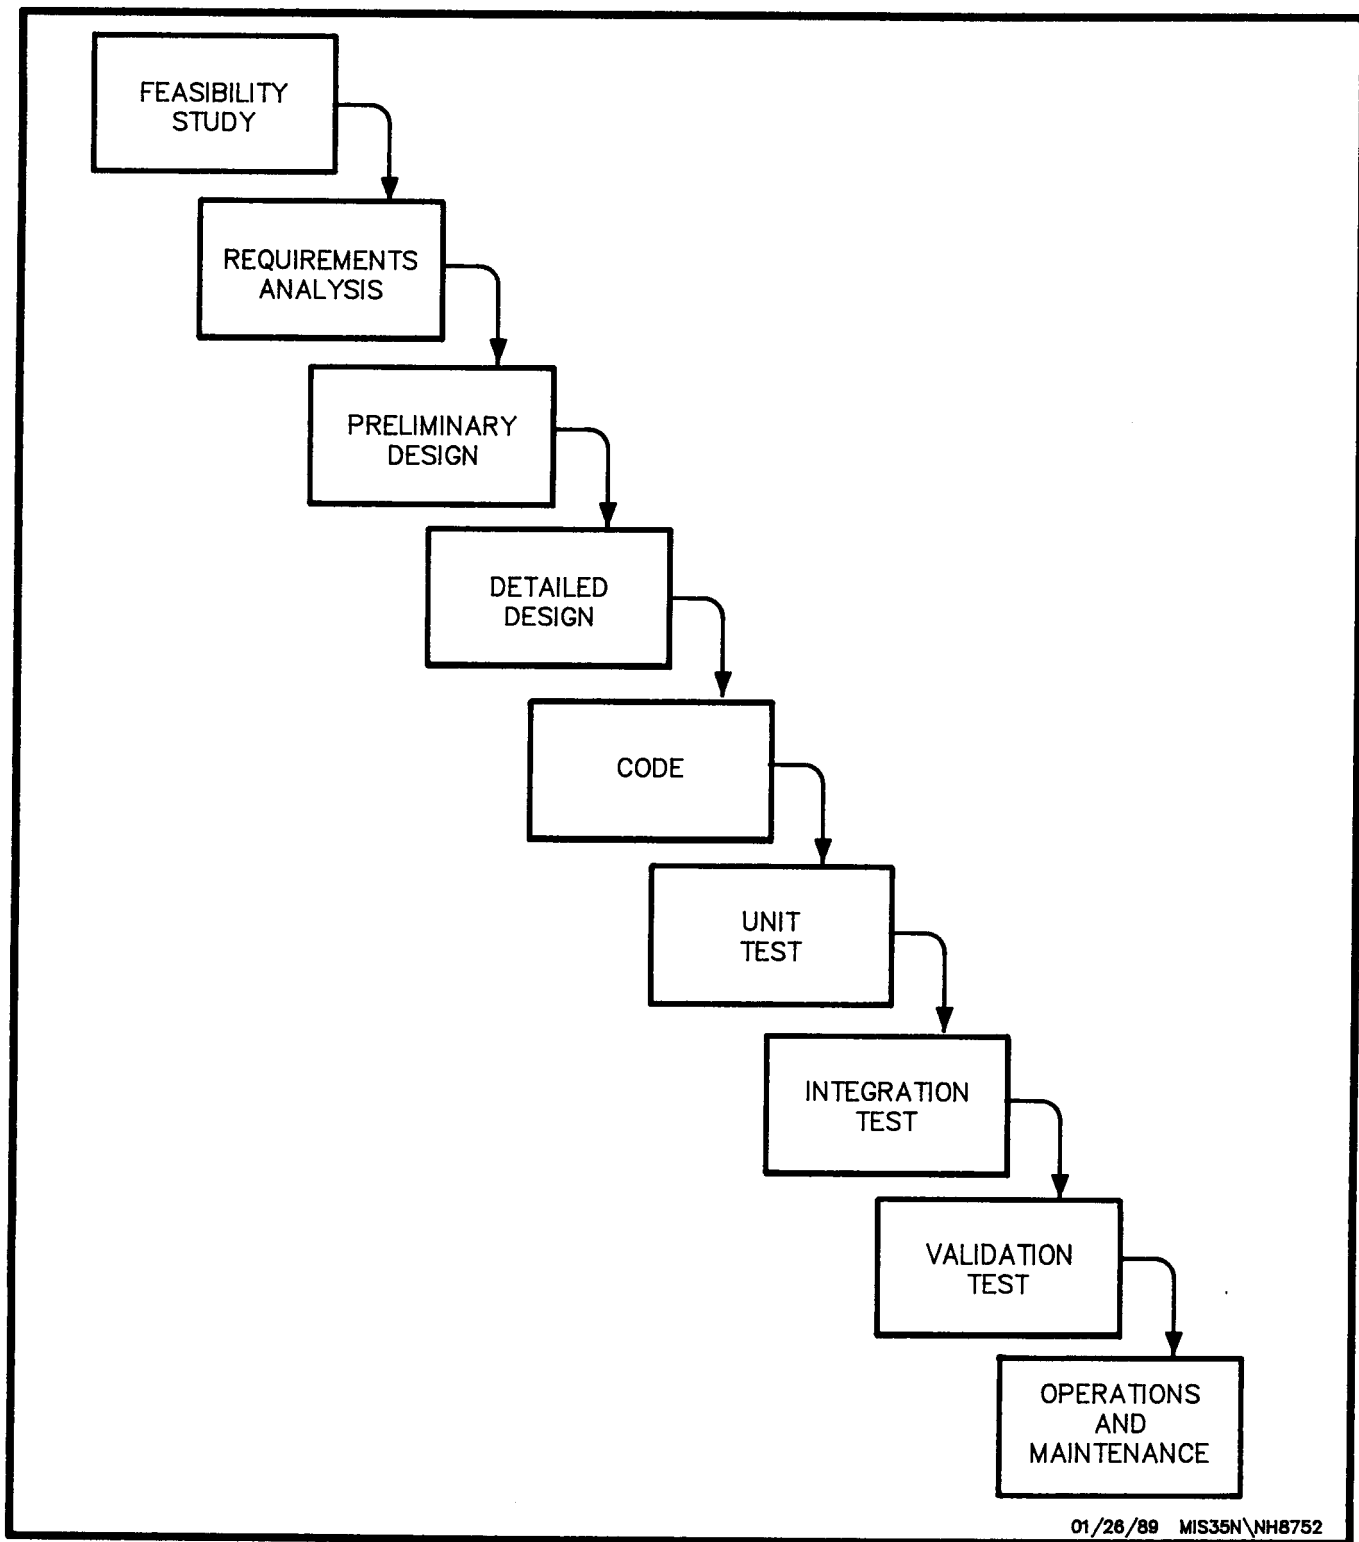 FEASIBILITY
STUDY
REQUIREMENTS
ANALYSIS
PRELIMINARY
DESIGN
DETAILED
DESIGN
CODE
UNIT
TEST
INTEGRATION
TEST
VALIDATION
TEST
OPERATIONS
AND
MAINTENANCE
01/26/89 MIS35N\NH8752